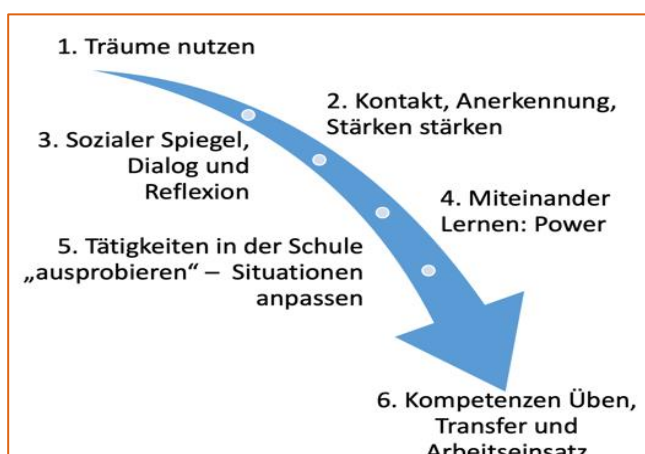 1. Träume nutzen
2. Kontakt, Anerkennung,
Stärken stärken
3. Sozialer Spiegel,
Dialog und
Reflexion
4. Miteinander
Lernen: Power
5. Tätigkeiten in der Schule
„ausprobieren“ – Situationen
anpassen
6. Kompetenzen Üben,
Transfer und
Arbeitseinsatz